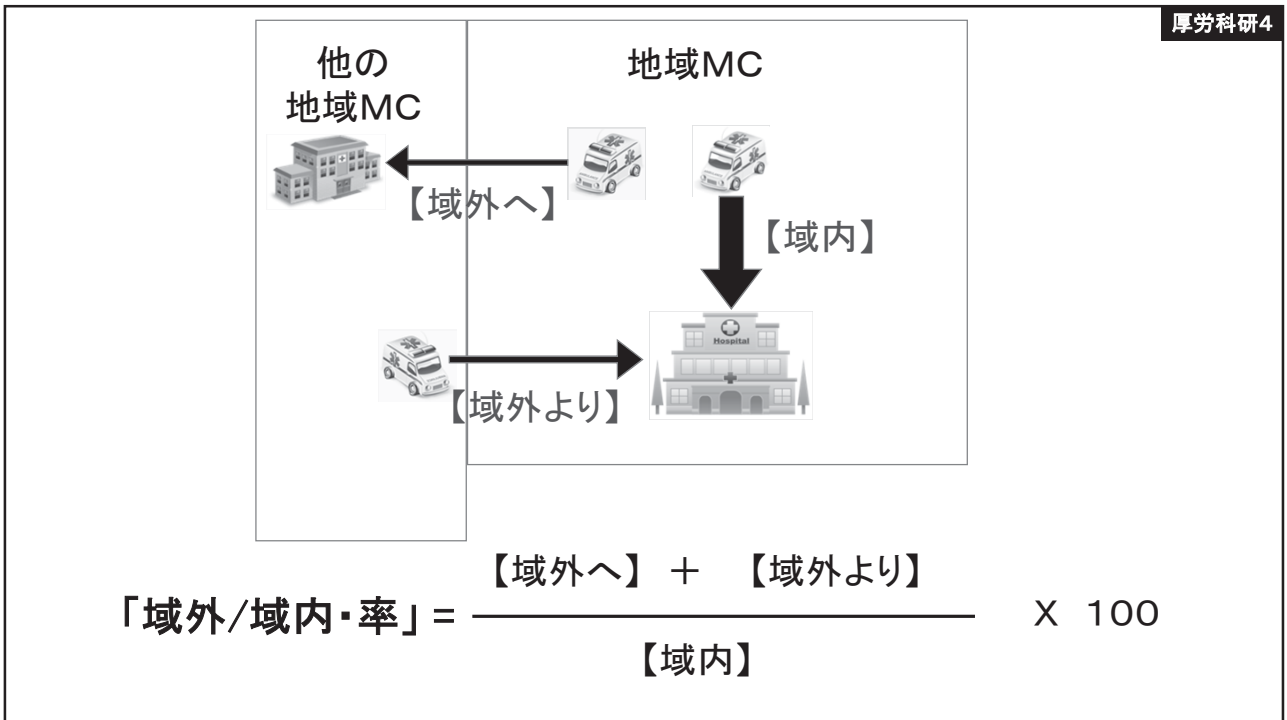 厚労科研4
他の
地域MC
地域MC
【域外へ】
【域内】
Hospital
【域外より】
【域外へ】 ＋ 【域外より】
「域外/域内・率」=
X 100
【域内】